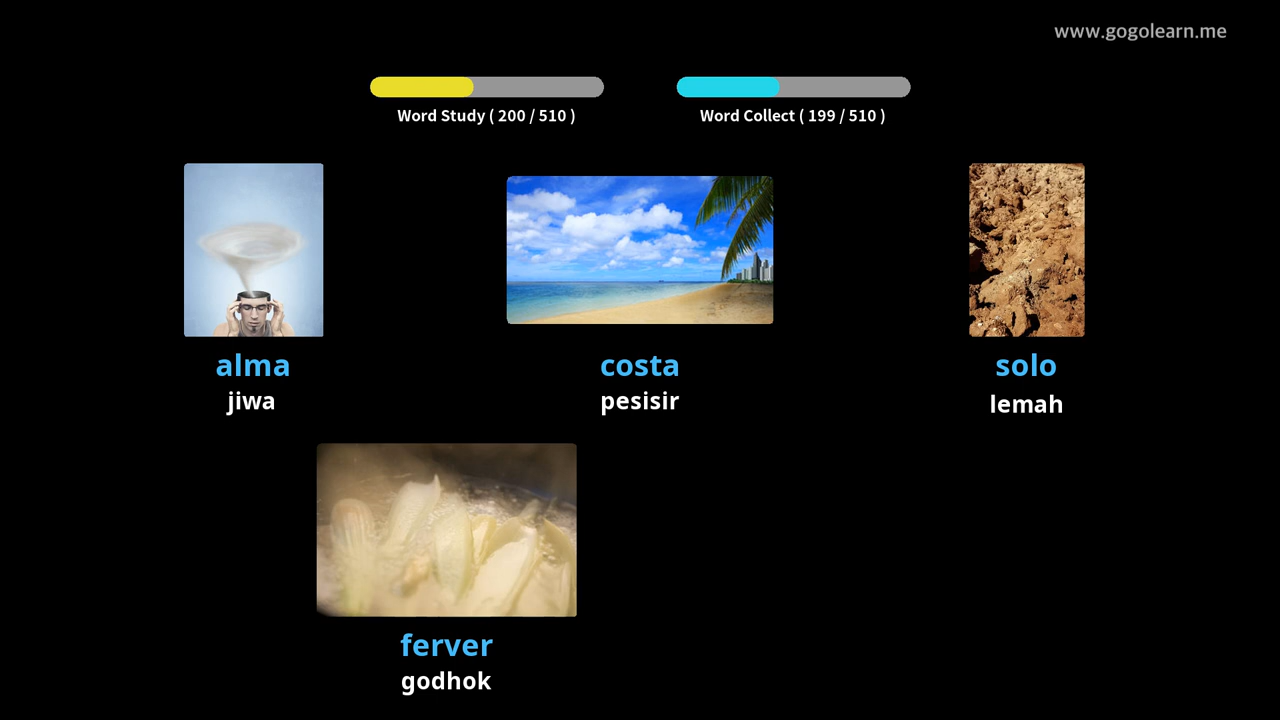 www.gogolearn.me
Word Study ( 200 / 510 )
Word Collect ( 199 / 510 )
alma
jiwa
costa
pesisir
solo
lemah
ferver
godhok